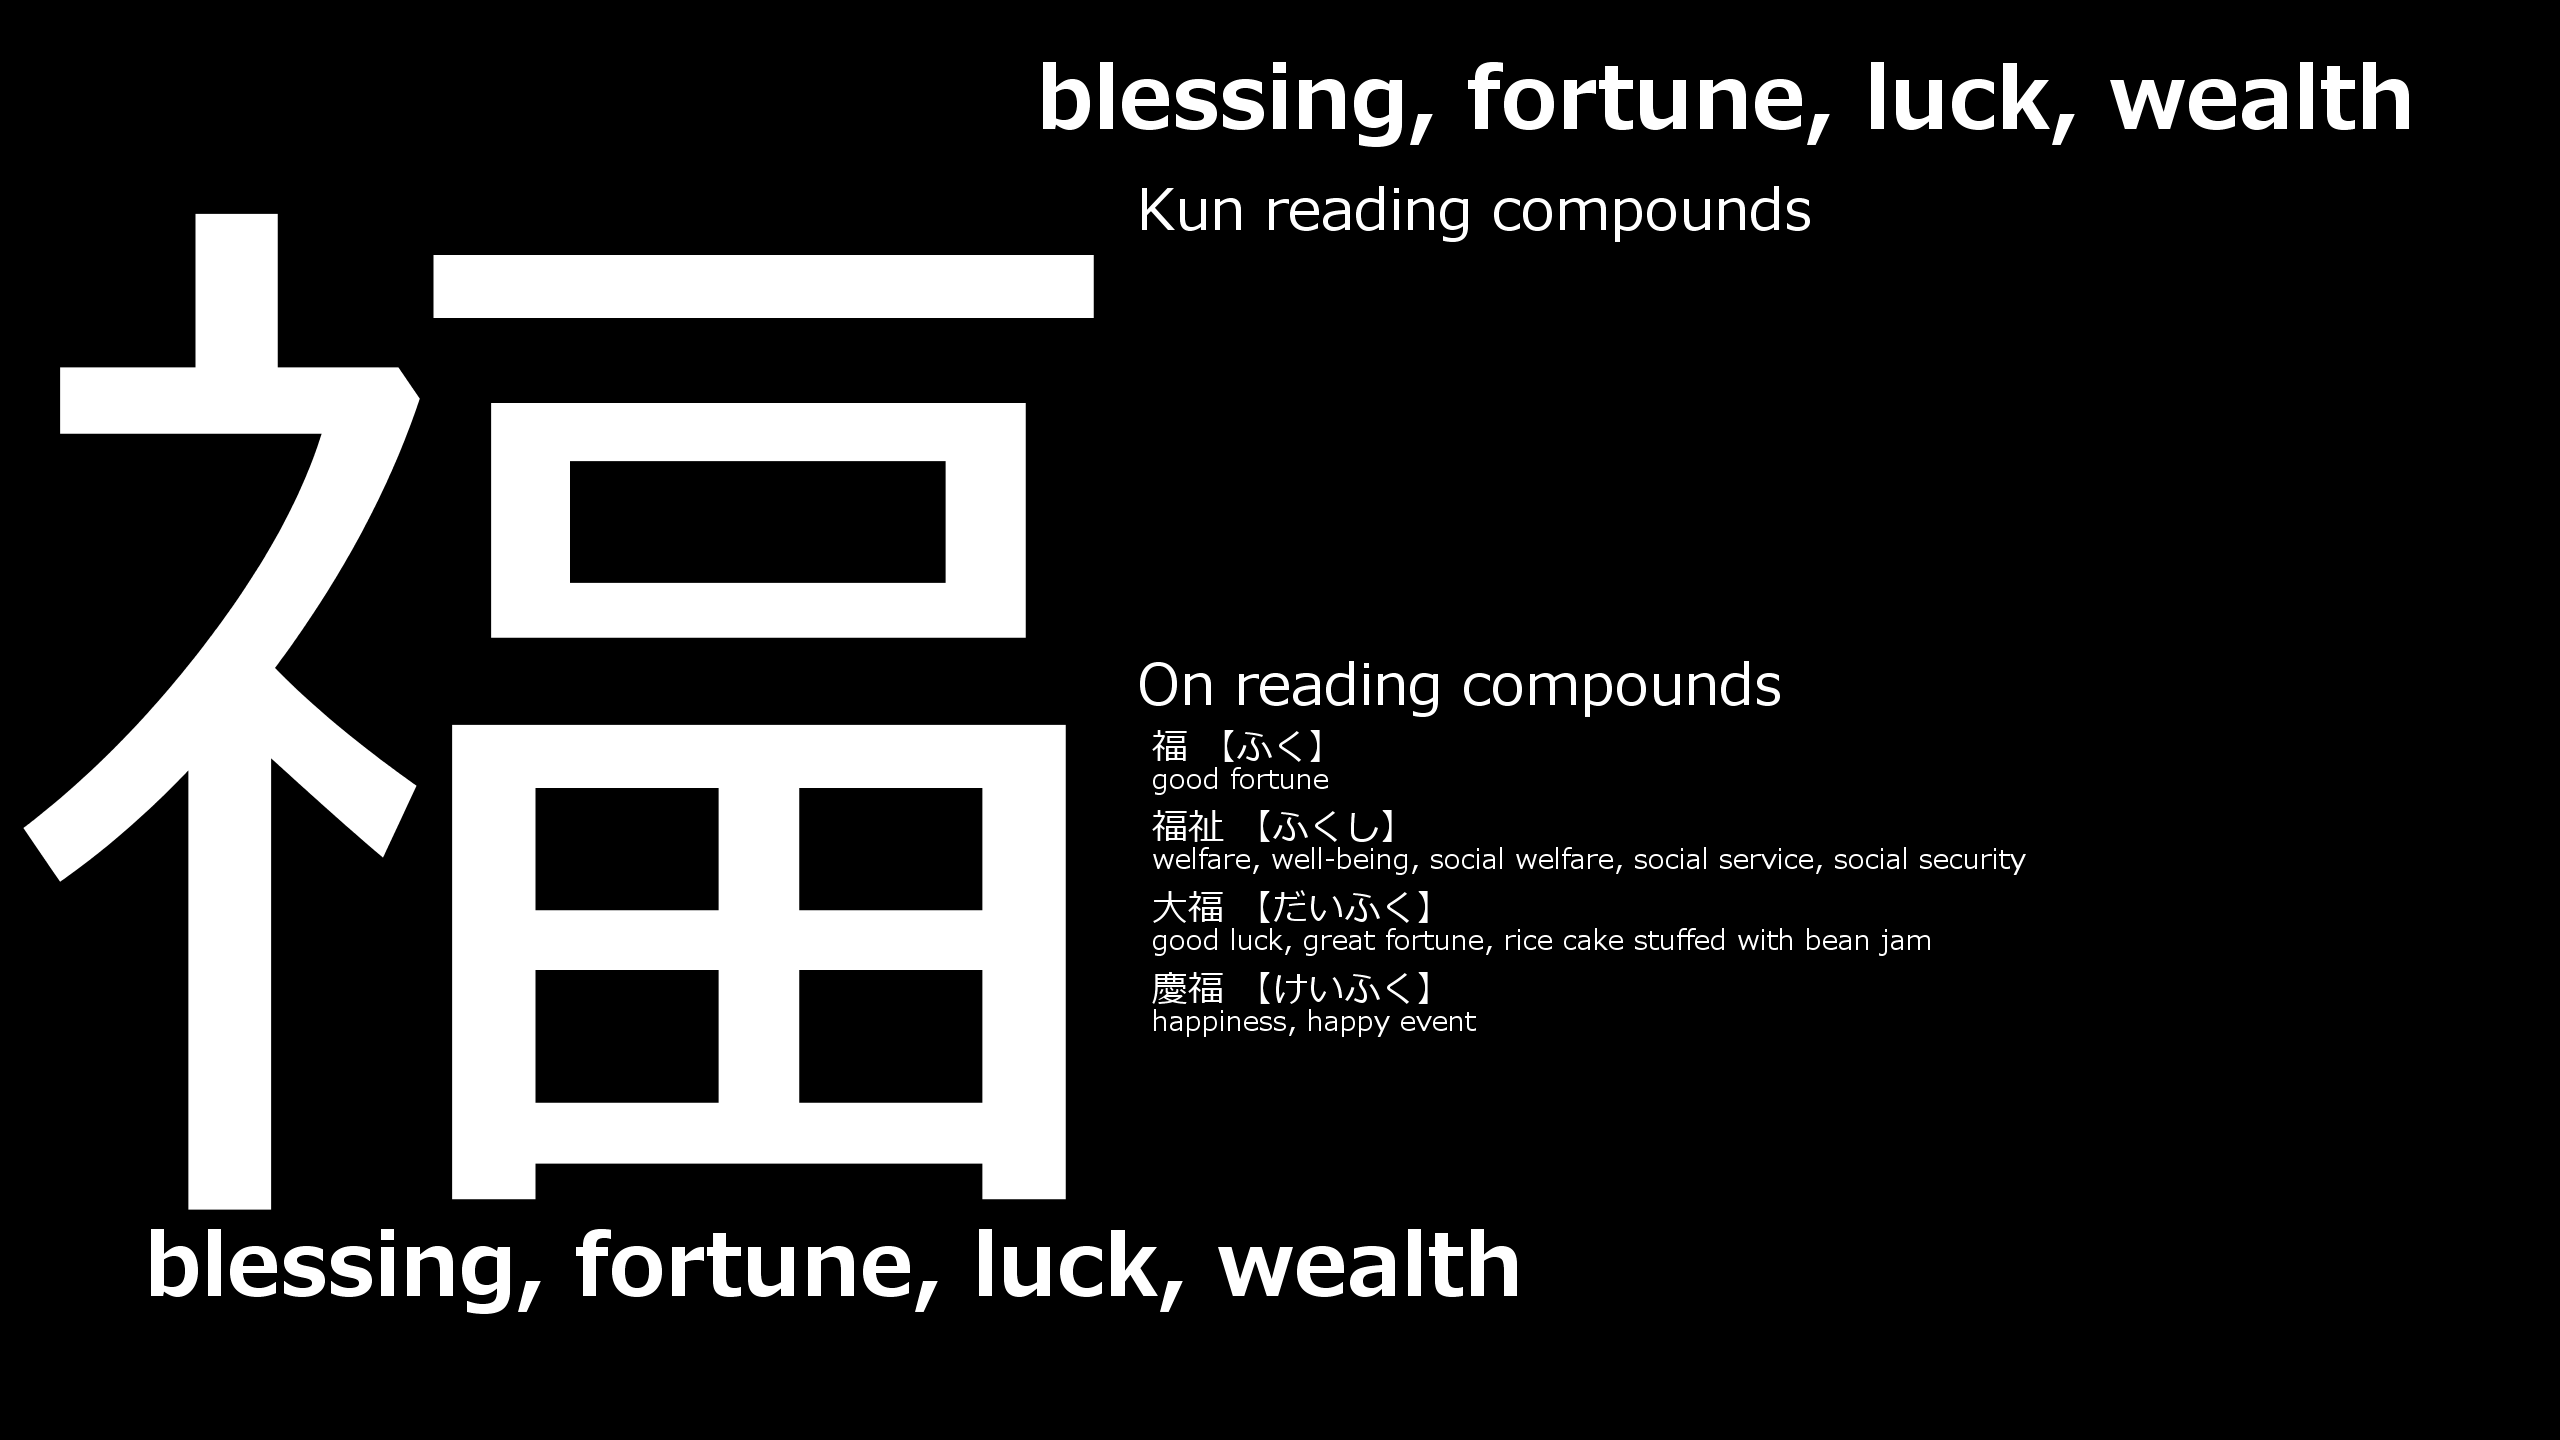 blessing, fortune, luck, wealth
福
Kun reading compounds
On reading compounds
福 【ふく】
good fortune
福祉 【ふくし】
welfare, well-being, social welfare, social service, social security
大福 【だいふく】
good luck, great fortune, rice cake stuffed with bean jam
慶福 【けいふく】
happiness, happy event
blessing, fortune, luck, wealth